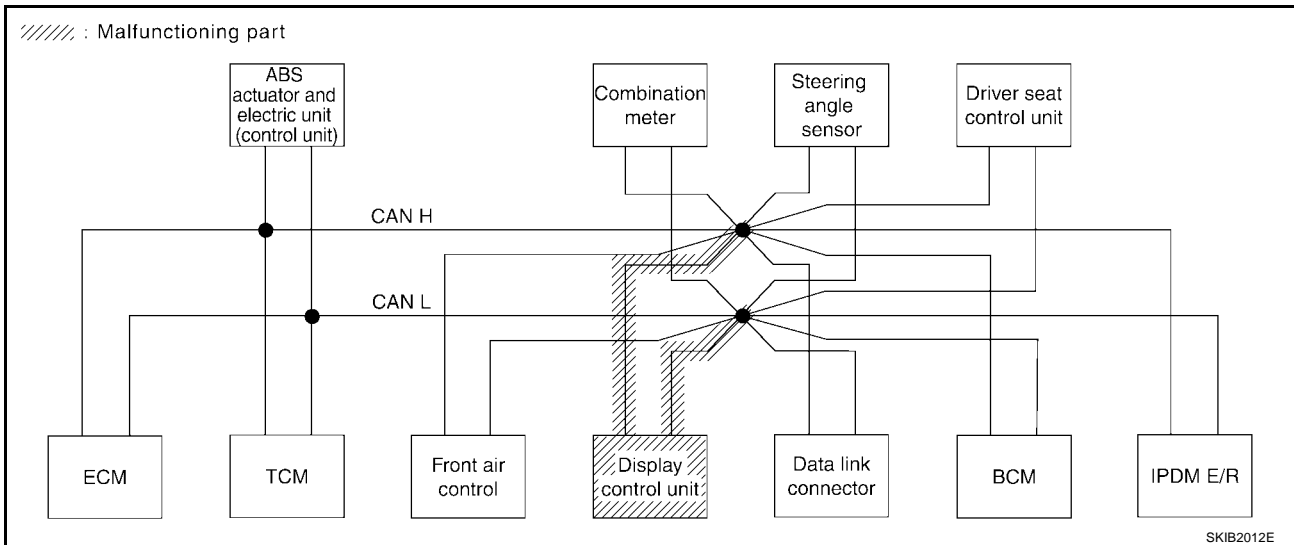 : Malfunctioning part
ABS
actuator and
electric unit
(control unit)
Combination
meter
Steering
angle
sensor
Driver seat
control unit
CAN H
CAN L
ECM
TCM
Front air
control
Display
control unit
Data link
connector
BCM
IPDM E/R
SKIB2012E